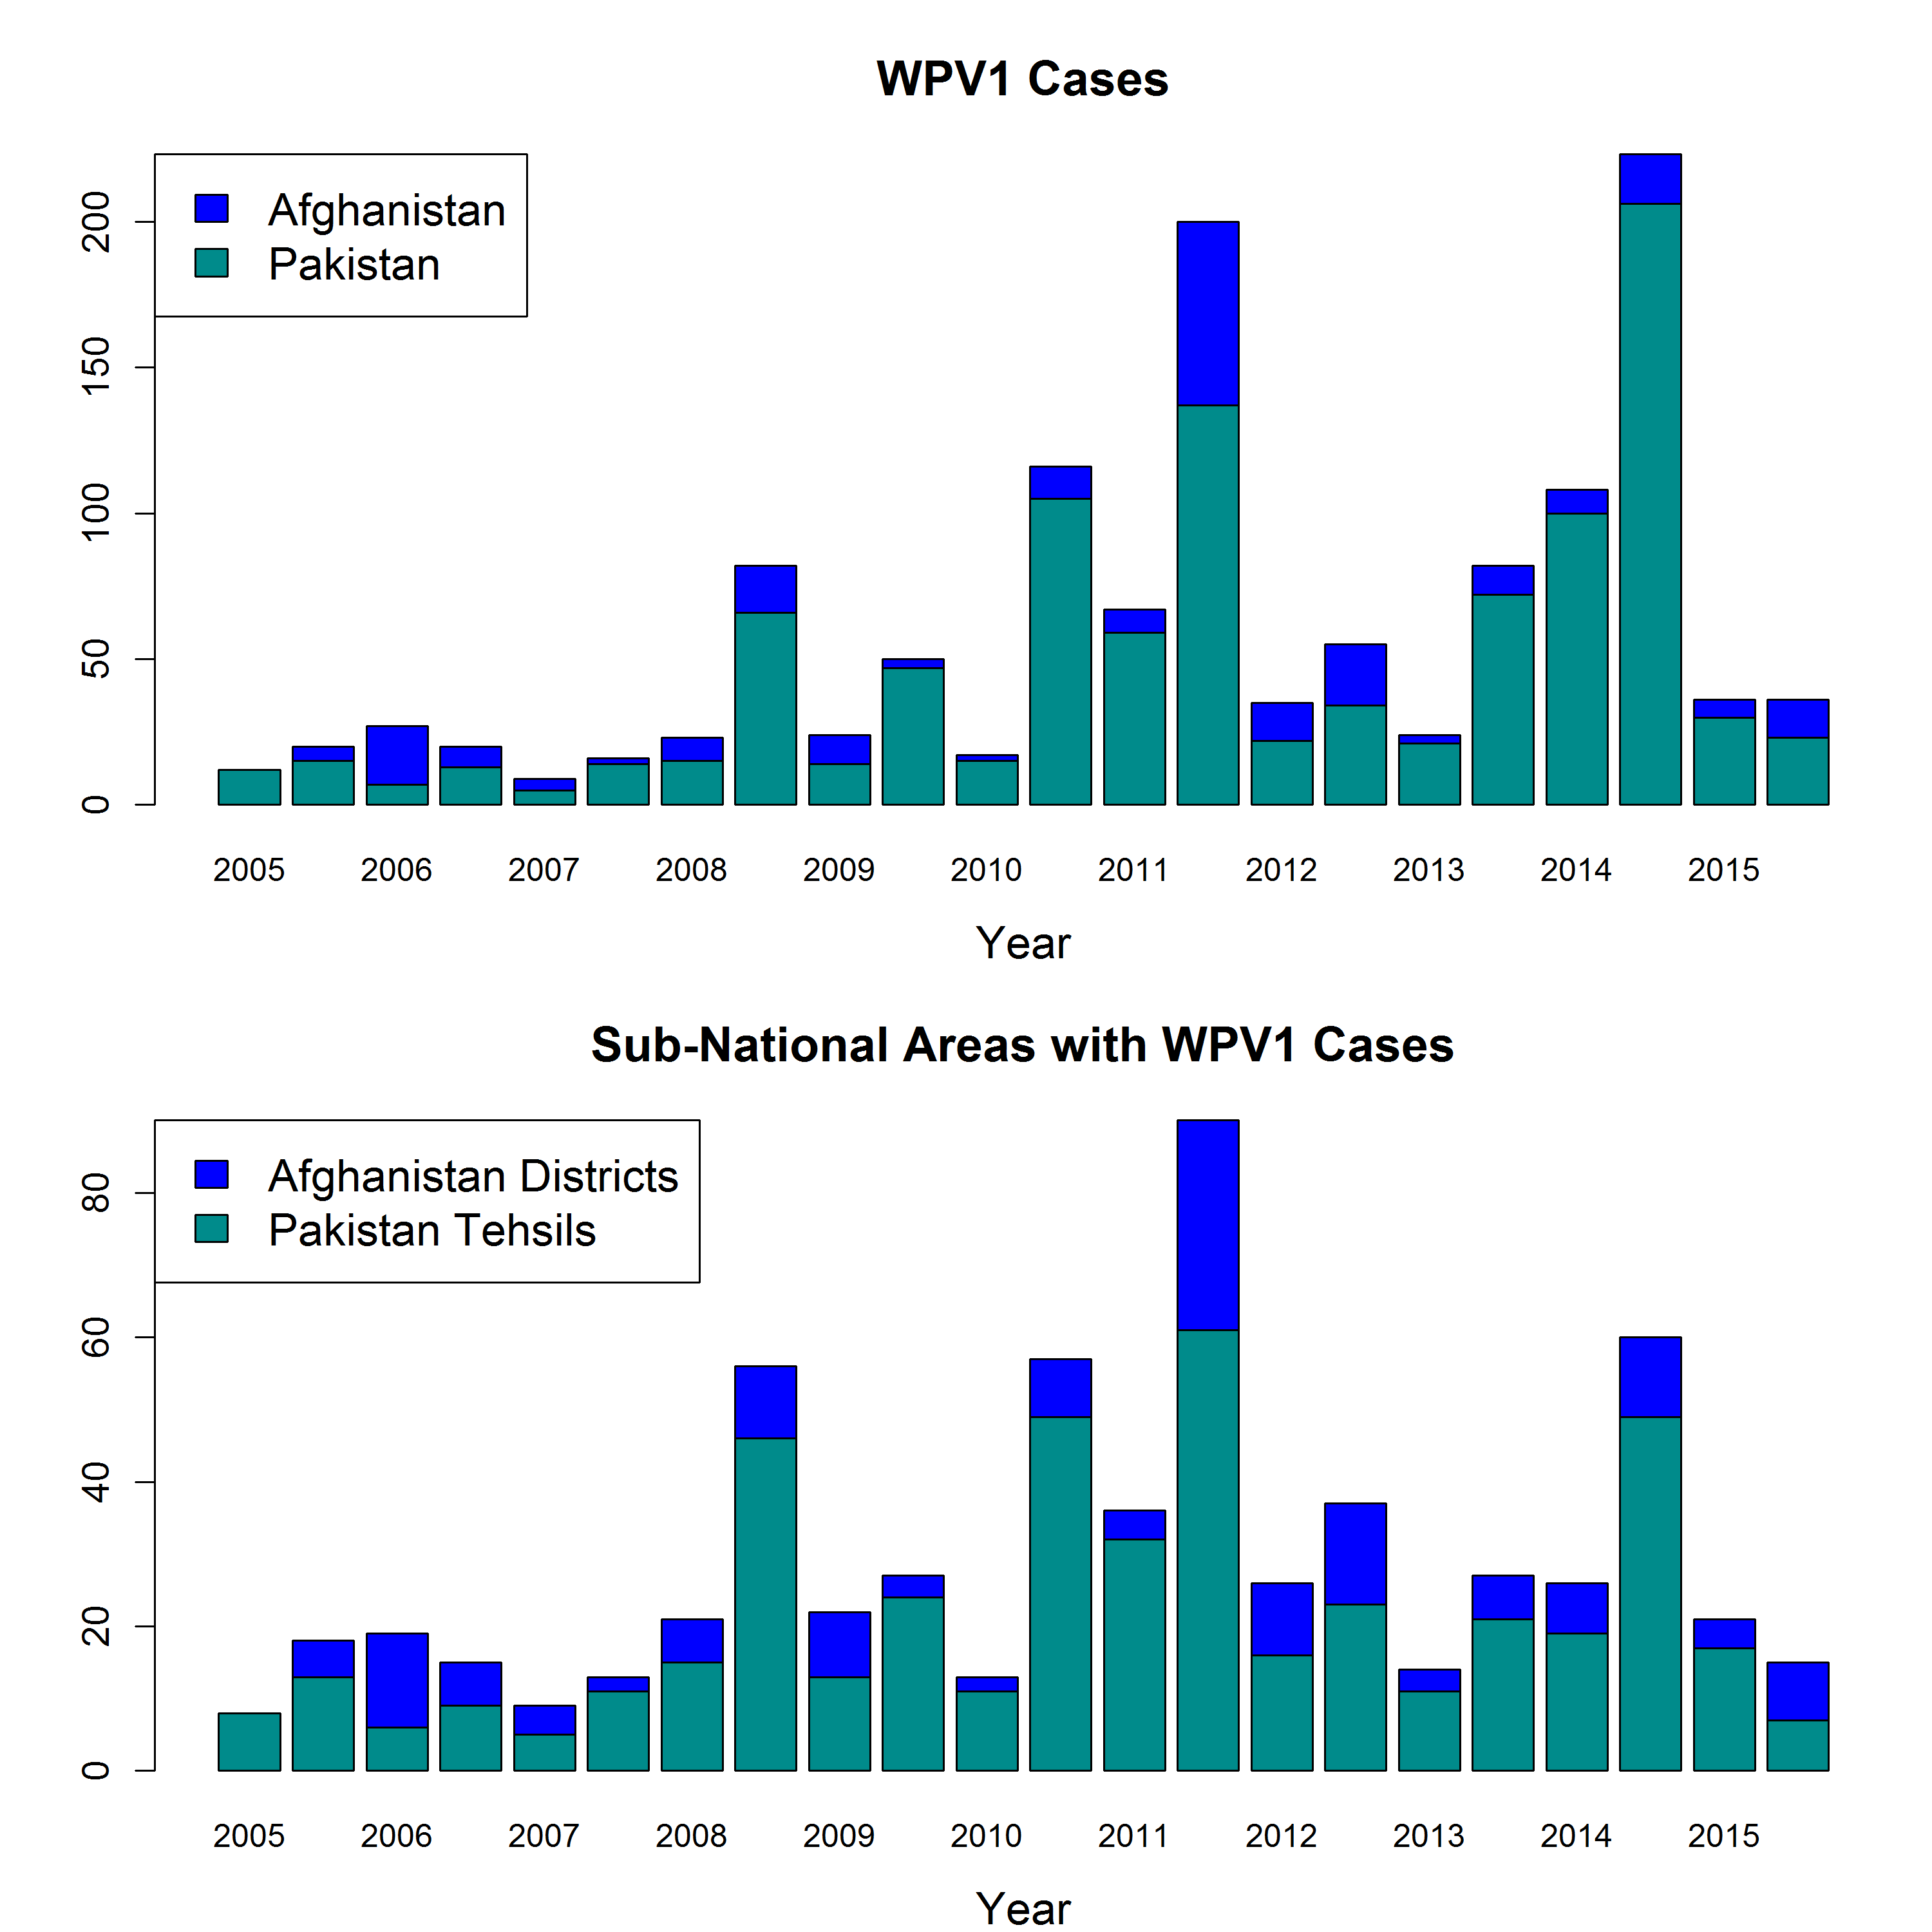 WPV1 Cases
Afghanistan
Pakistan
200
150
100
50
0
2005 2006 2007 2008 2009 2010 2011 2012 2013 2014 2015
Year
Sub-National Areas with WPV1 Cases
Afghanistan Districts
Pakistan Tehsils
80
60
40
20
0
2005 2006 2007 2008 2009 2010 2011 2012 2013 2014 2015
Year